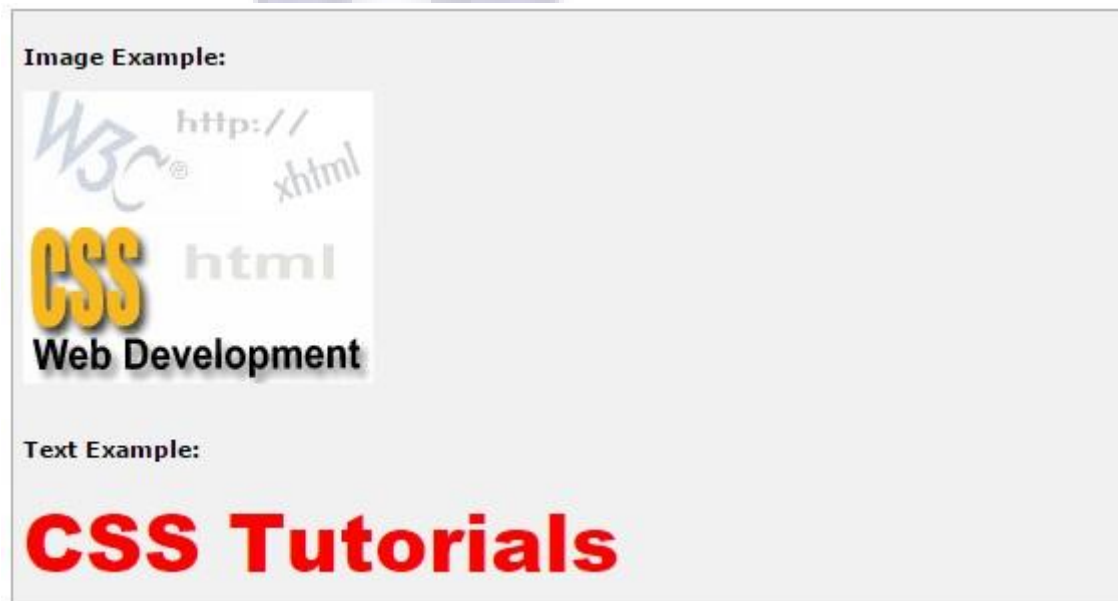 Image Example:
W3C®
http://
xhtml
CSS
html
Web Development
Text Example:
CSS Tutorials